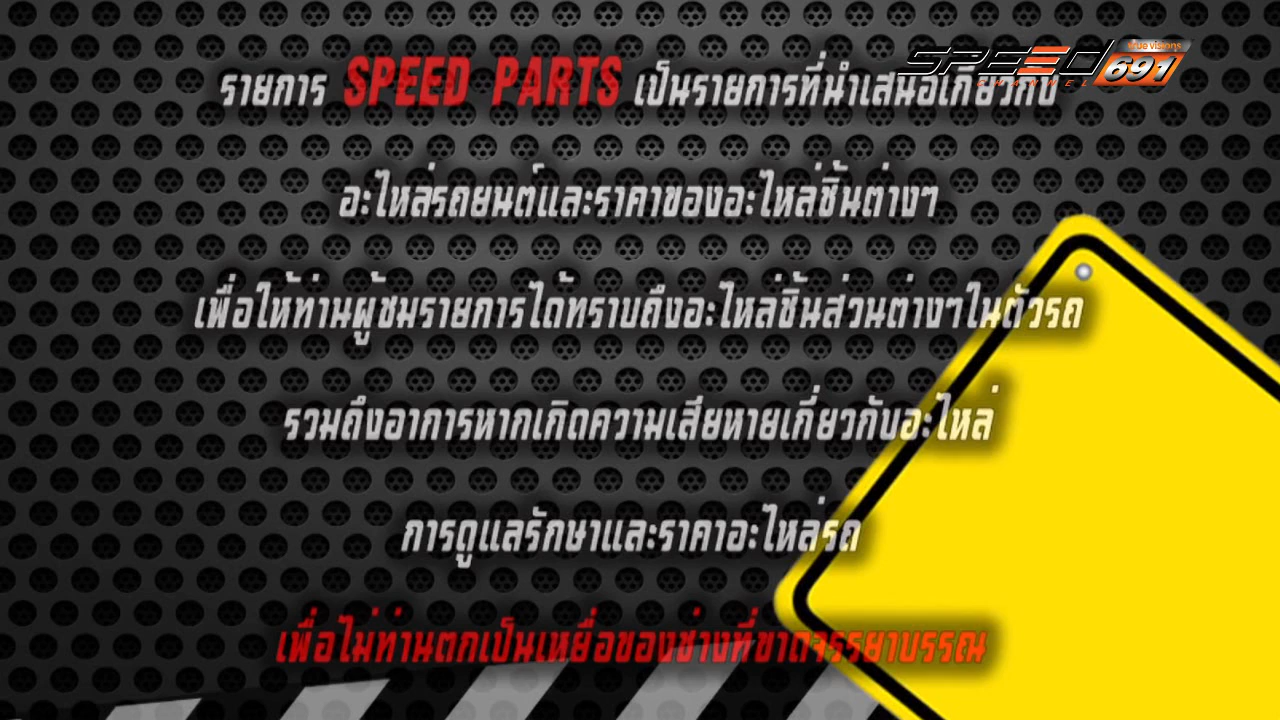 true visions
SPEED 691
CHANNEL
รายการ SPEED PARTS เป็นรายการที่นำเสนอเกี่ยวกับ
อะไหล่รถยนต์และราคาของอะไหล่ชิ้นต่างๆ
เพื่อให้ท่านผู้ชมรายการได้ทราบถึงอะไหล่ชิ้นส่วนต่างๆในตัวรถ
รวมถึงอาการหากเกิดความเสียหายเกี่ยวกับอะไหล่
การดูแลรักษาและราคาอะไหล่รถ
เพื่อไม่ท่านตกเป็นเหยื่อของช่างที่ขาดจรรยาบรรณ